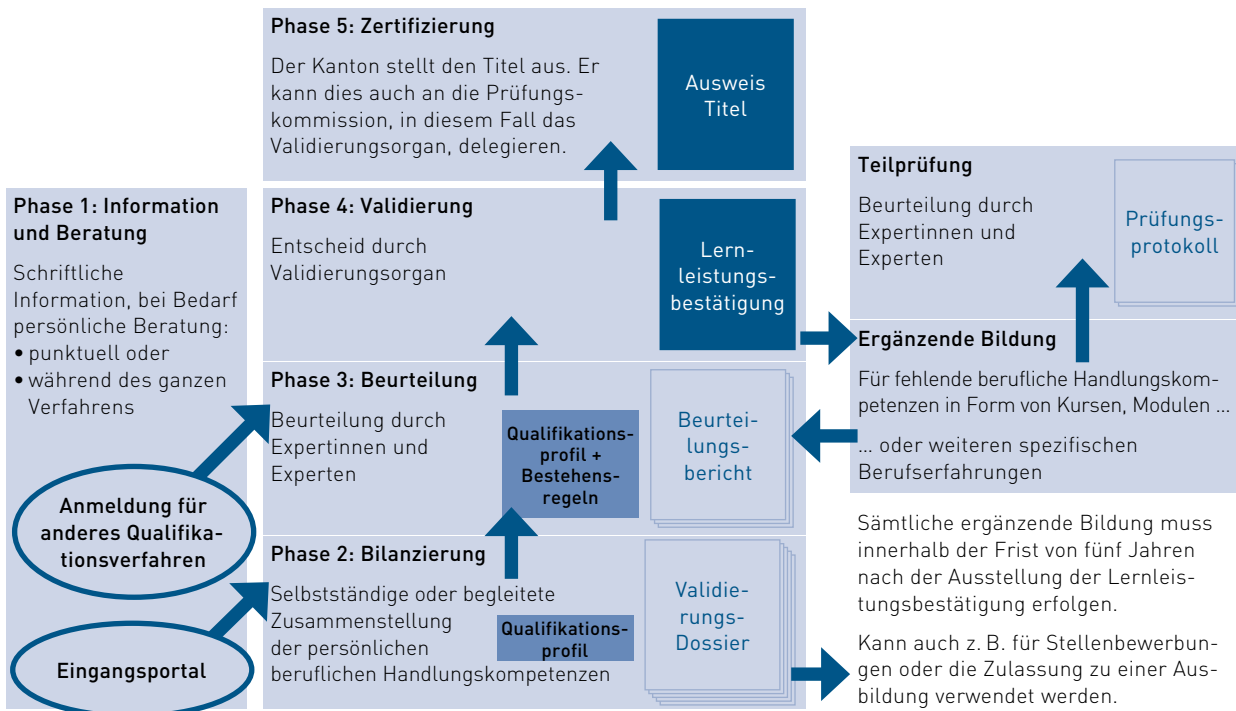 Phase 5: Zertifizierung
Der Kanton stellt den Titel aus. Er
kann dies auch an die Prüfungs-
kommission, in diesem Fall das
Validierungsorgan, delegieren.
Ausweis
Titel
Phase 1: Information
und Beratung
Schriftliche
Information, bei Bedarf
persönliche Beratung:
• punktuell oder
• während des ganzen
Verfahrens
Anmeldung für
anderes Qualifika-
tionsverfahren
Eingangsportal
Phase 4: Validierung
Entscheid durch
Validierungsorgan
Lern-
leistungs-
bestätigung
Phase 3: Beurteilung
Beurteilung durch
Expertinnen und
Experten
Qualifikations-
profil +
Bestehens-
regeln
Beurtei-
lungs-
bericht
Phase 2: Bilanzierung
Selbstständige oder begleitete
Zusammenstellung
der persönlichen
beruflichen Handlungskompetenzen
Qualifikations-
profil
Validie-
rungs-
Dossier
Teilprüfung
Beurteilung durch
Expertinnen und
Experten
Prüfungs-
protokoll
Ergänzende Bildung
Für fehlende berufliche Handlungskom-
petenzen in Form von Kursen, Modulen ...
... oder weiteren spezifischen
Berufserfahrungen
Sämtliche ergänzende Bildung muss
innerhalb der Frist von fünf Jahren
nach der Ausstellung der Lernleis-
tungsbestätigung erfolgen.
Kann auch z. B. für Stellenbewerbun-
gen oder die Zulassung zu einer Aus-
bildung verwendet werden.